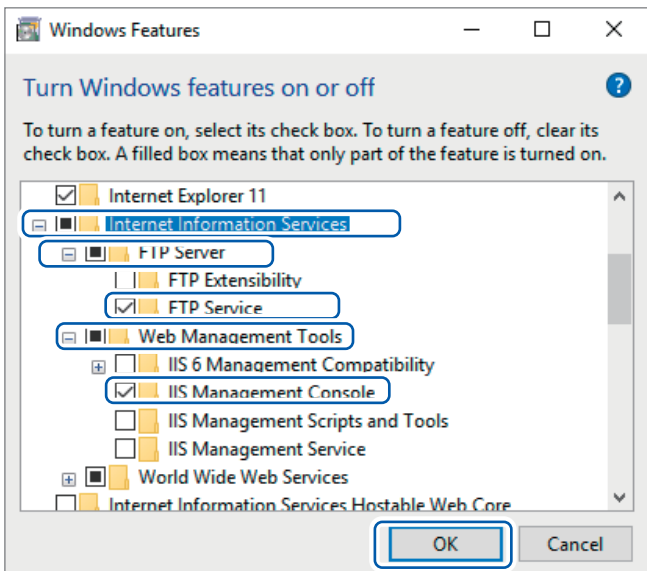 Windows Features
Turn Windows features on or off
To turn a feature on, select its check box. To turn a feature off, clear its
check box. A filled box means that only part of the feature is turned on.
Internet Explorer 11
Internet Information Services
FTP Server
FTP Extensibility
FTP Service
Web Management Tools
IIS 6 Management Compatibility
IIS Management Console
IIS Management Scripts and Tools
IIS Management Service
World Wide Web Services
Internet Information Services Hostable Web Core
OK Cancel